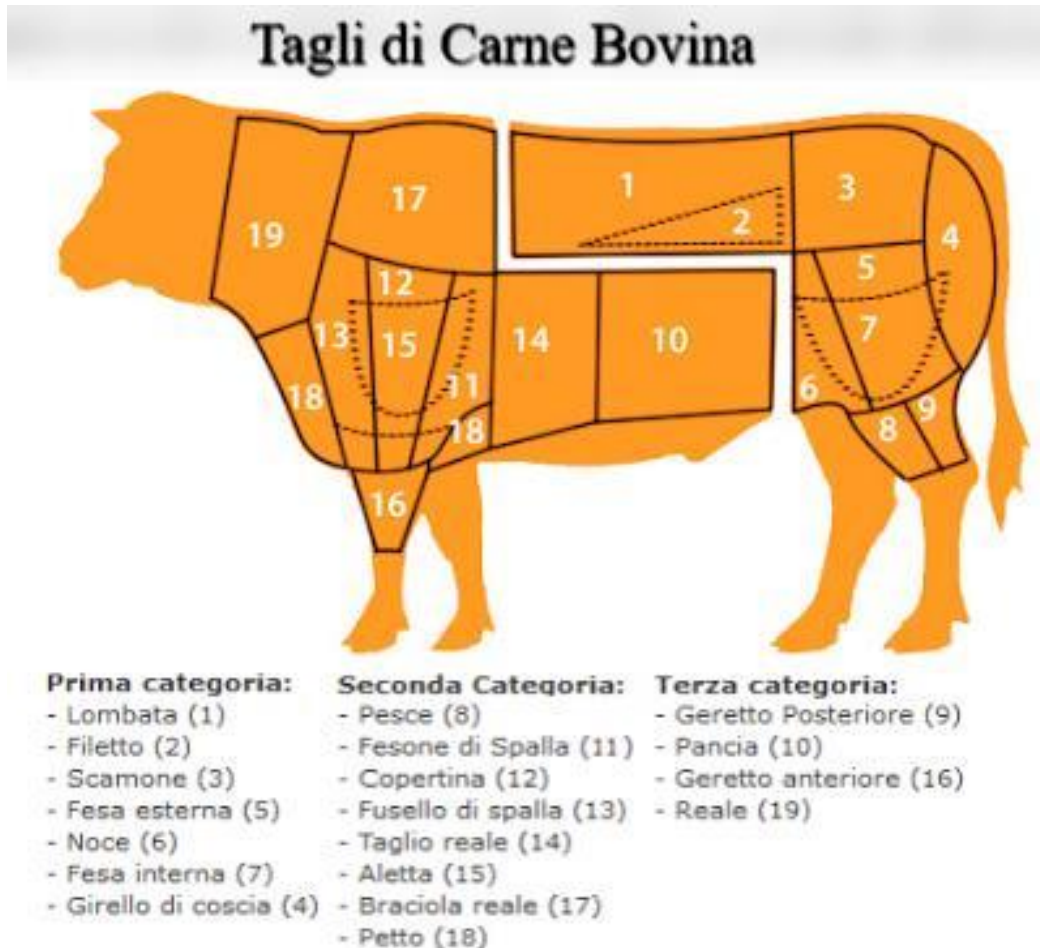 Tagli di Carne Bovina
1
2
3
4
17
19
5
12
13
15
14
10
7
11
6
18
18
8
9
16
Prima categoria:
- Lombata (1)
- Filetto (2)
- Scamone (3)
- Fesa esterna (5)
- Noce (6)
- Fesa interna (7)
- Girello di coscia (4)
Seconda Categoria:
- Pesce (8)
- Fesone di Spalla (11)
- Copertina (12)
- Fusello di spalla (13)
- Taglio reale (14)
- Aletta (15)
- Braciola reale (17)
- Petto (18)
Terza categoria:
- Geretto Posteriore (9)
- Pancia (10)
- Geretto anteriore (16)
- Reale (19)